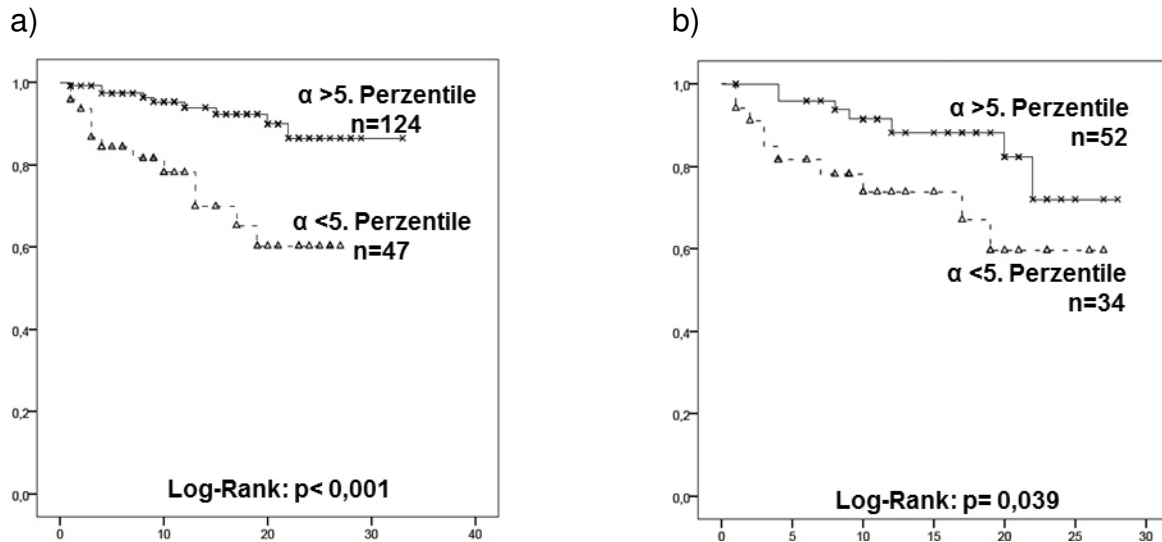 a)
1,0
0,8
0,6
0,4
0,2
0,0
α >5. Perzentile
n=124
α <5. Perzentile
n=47
Log-Rank: p< 0,001
0 10 20 30 40
b)
1,0
0,8
0,6
0,4
0,2
0,0
α >5. Perzentile
n=52
α <5. Perzentile
n=34
Log-Rank: p= 0,039
0 5 10 15 20 25 30